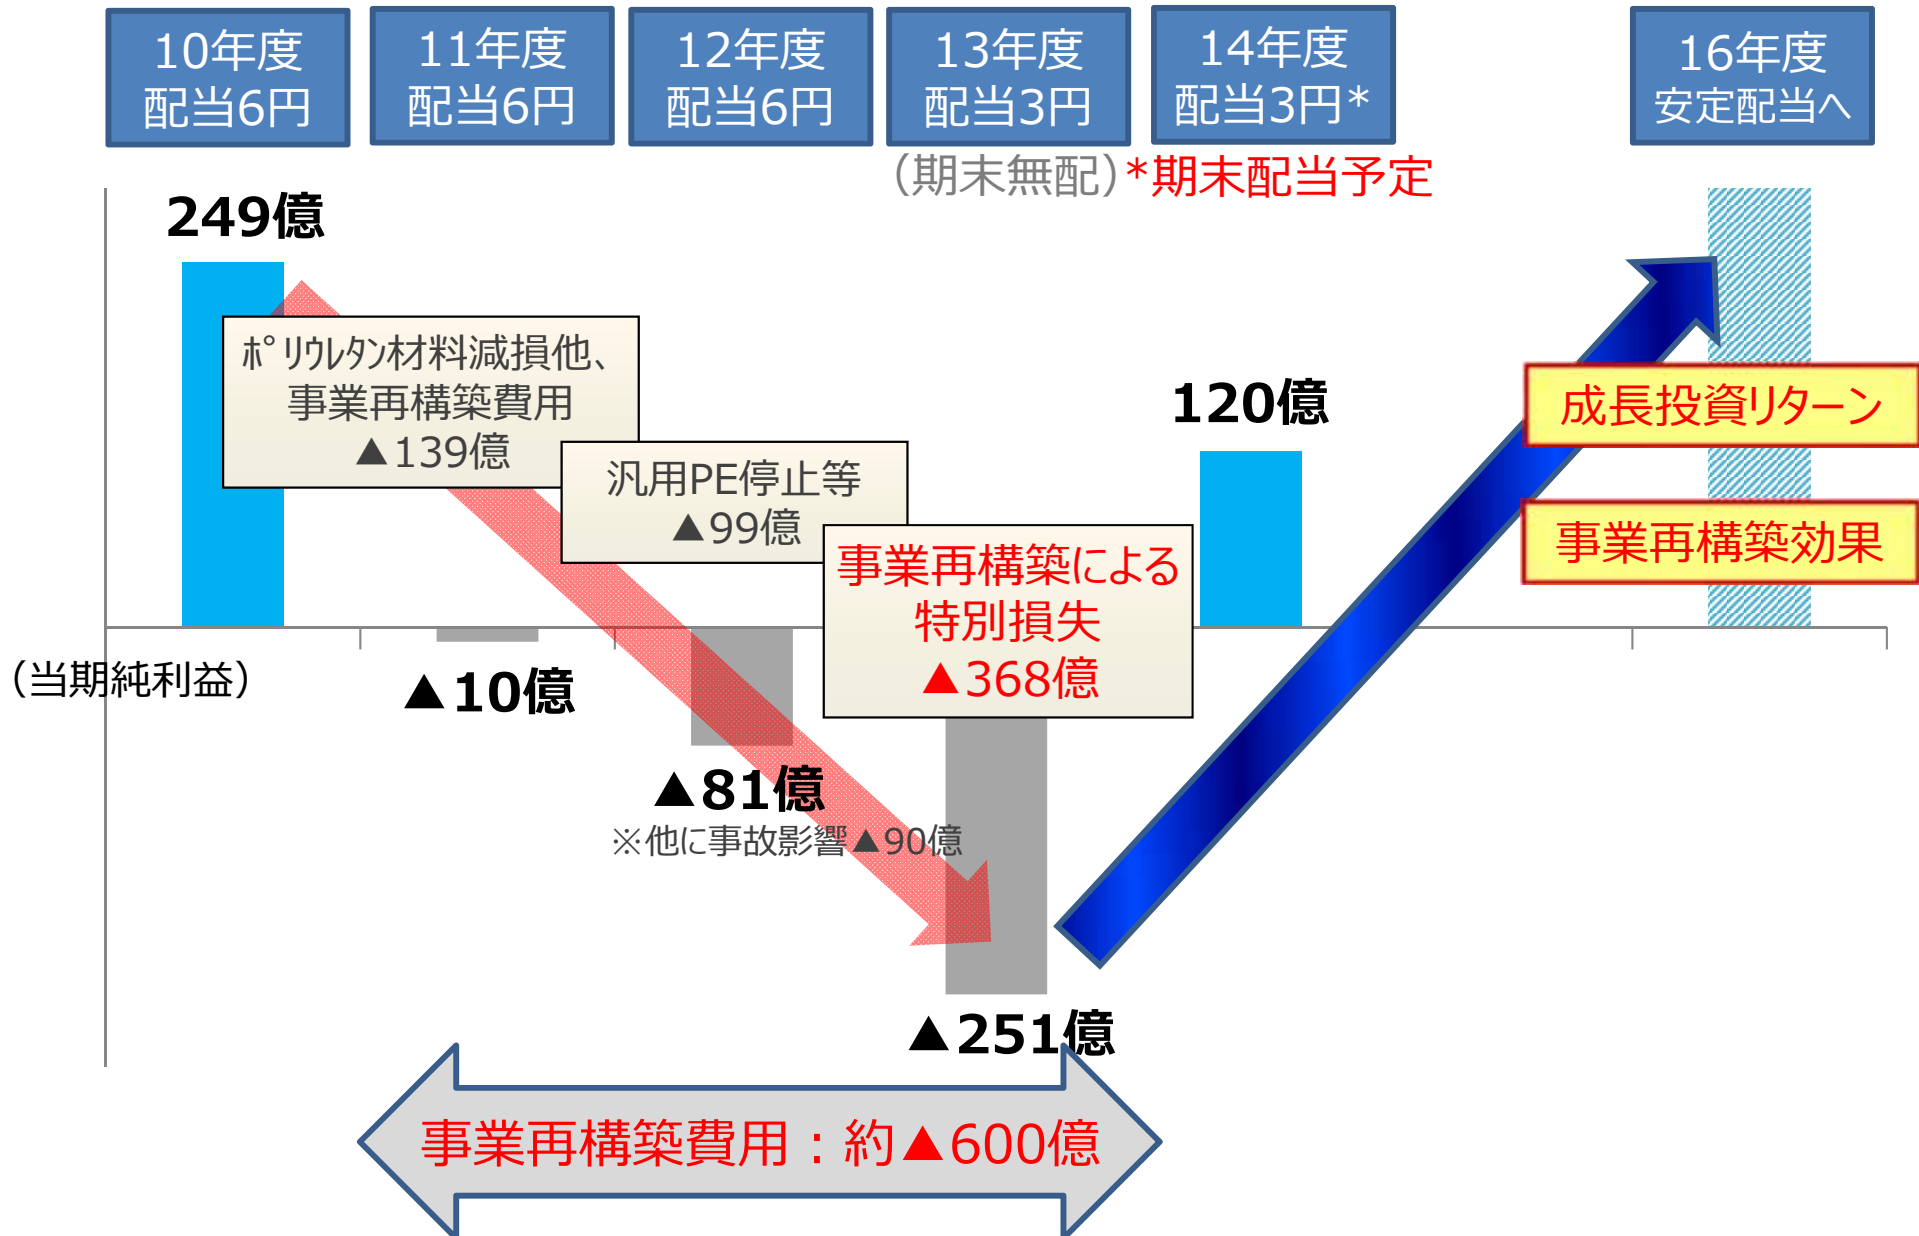 10年度
配当6円
11年度
配当6円
12年度
配当6円
13年度
配当3円
14年度
配当3円*
16年度
安定配当へ
（期末無配）
*期末配当予定
249億
ﾎﾟﾘｳﾚﾀﾝ材料減損他、
事業再構築費用
▲139億
汎用PE停止等
▲99億
事業再構築による
特別損失
▲368億
120億
成長投資リターン
事業再構築効果
（当期純利益）
▲10億
▲81億
※他に事故影響▲90億
▲251億
事業再構築費用：約▲600億